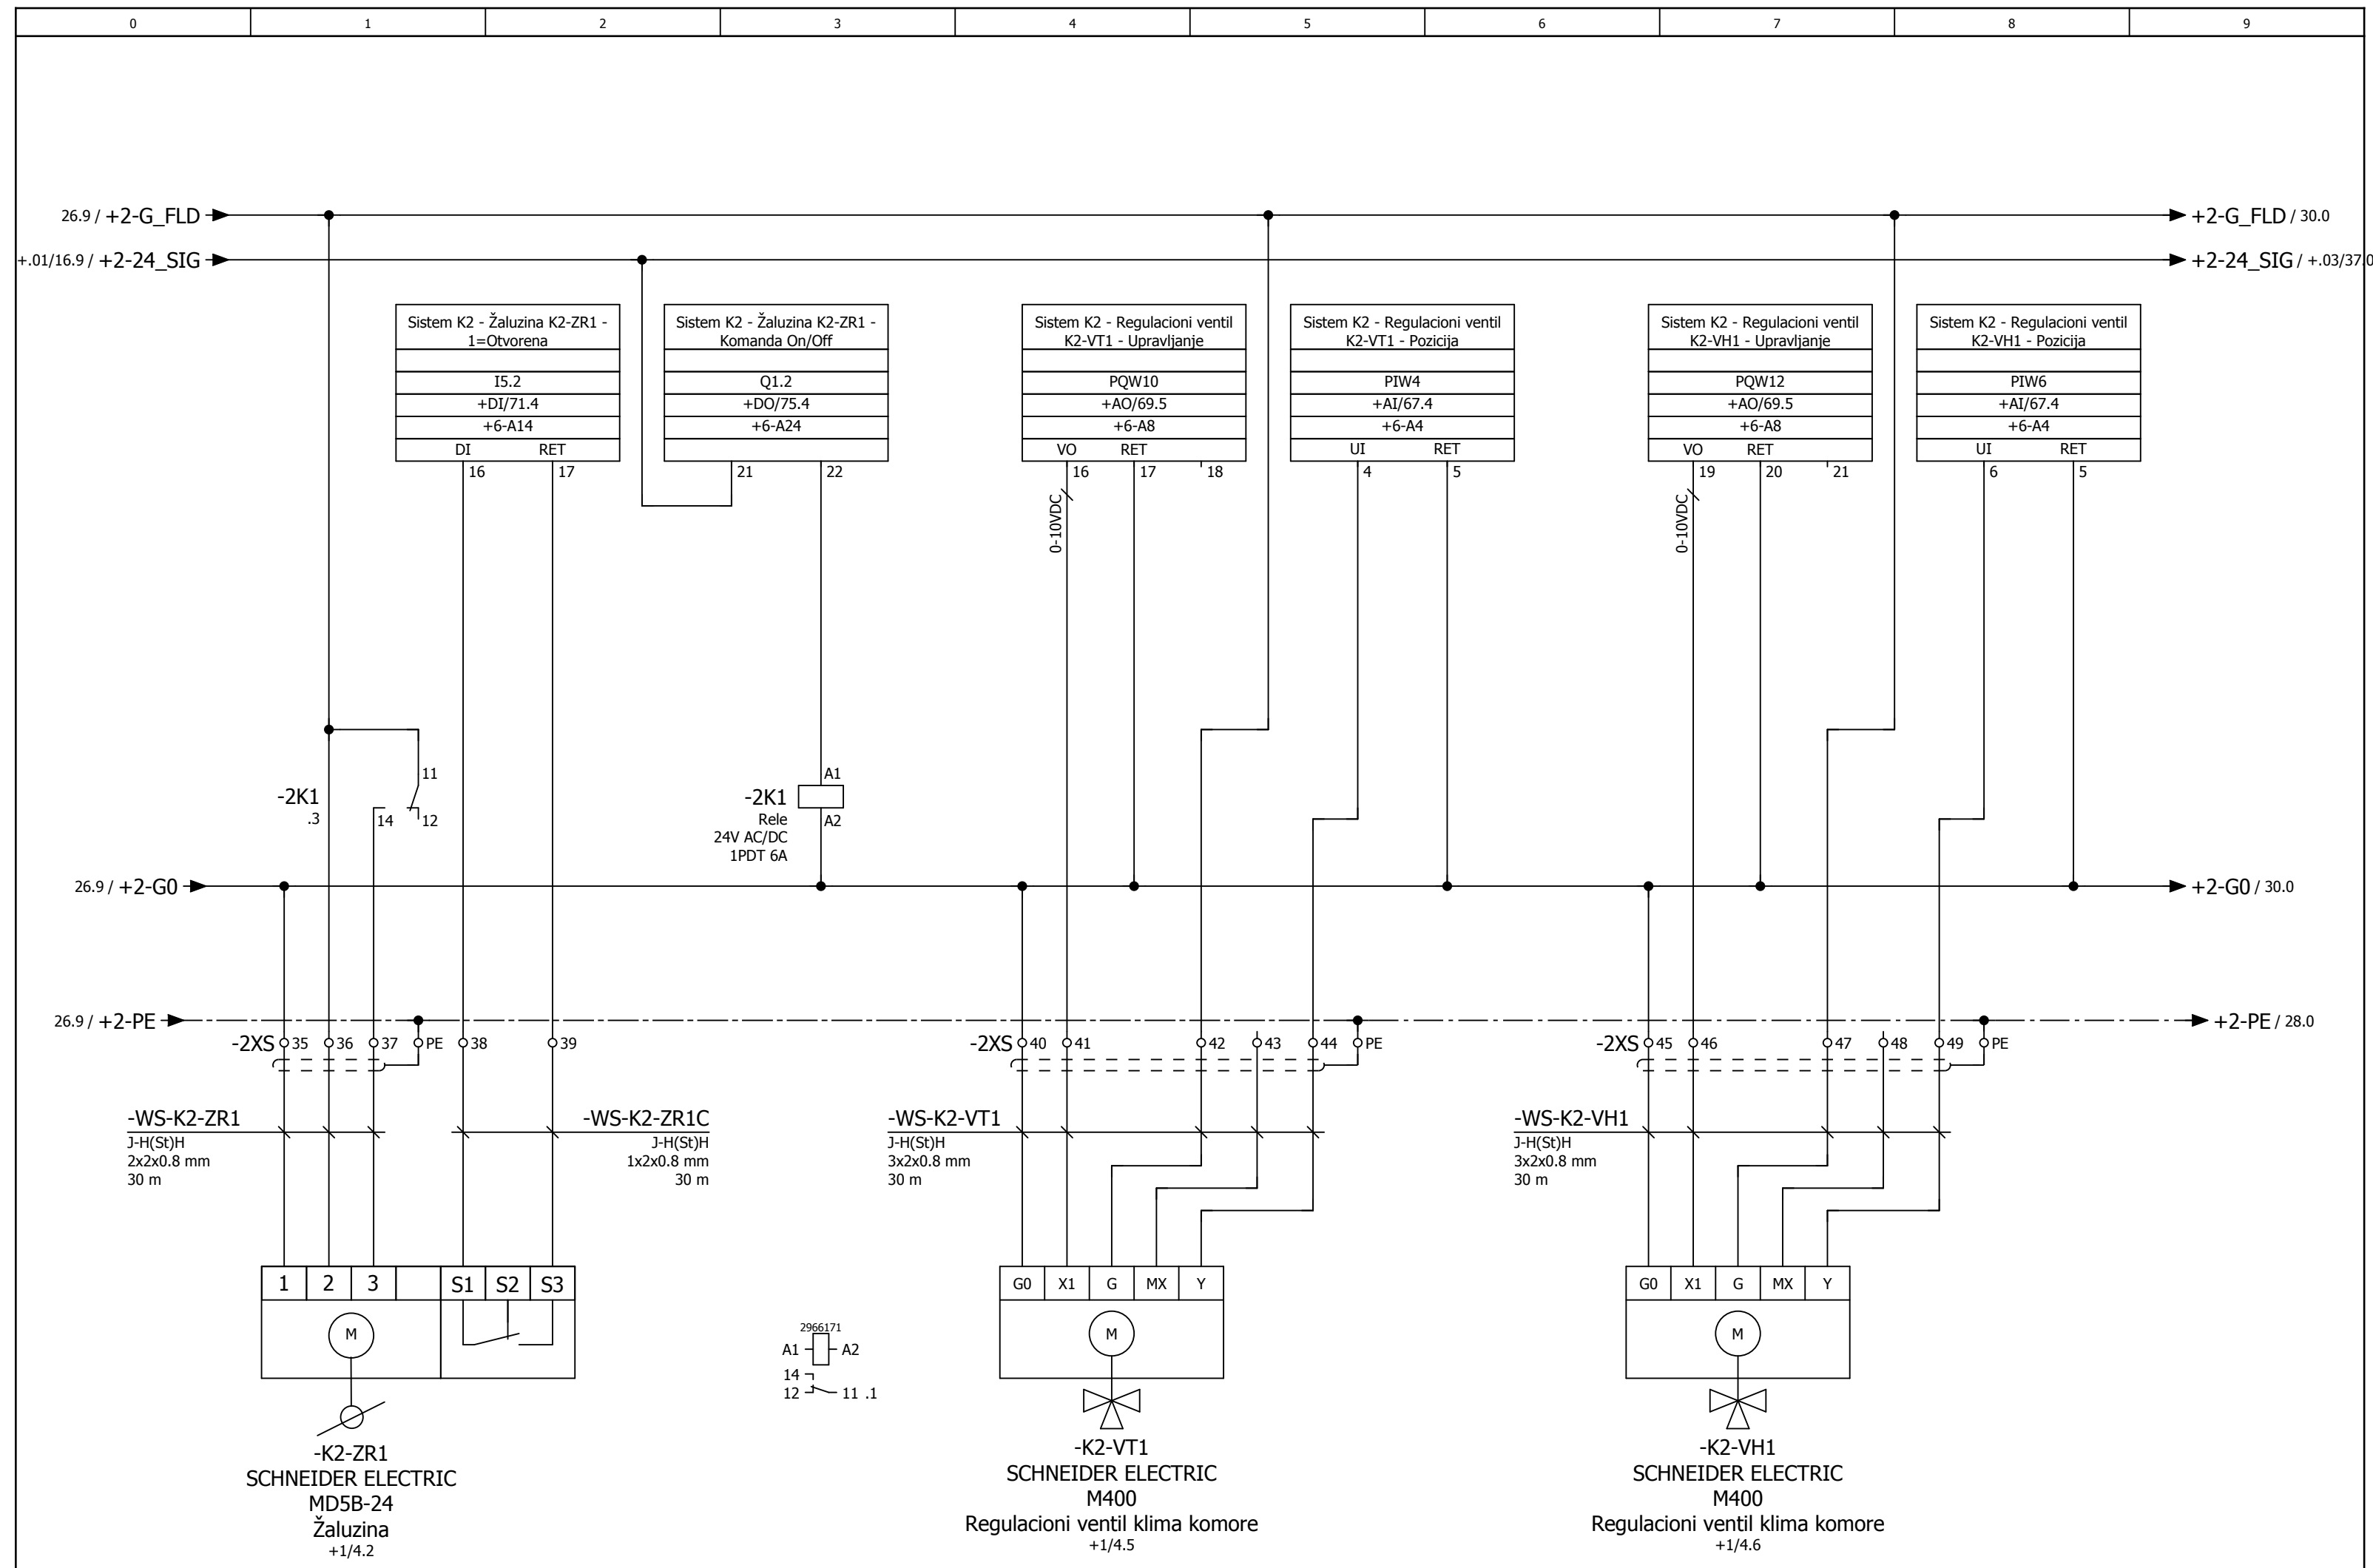 0 1 2 3 4 5 6 7 8 9
26.9 / +2-G_FLD
+2-G_FLD / 30.0
+.01/16.9 / +2-24_SIG
+2-24_SIG / +.03/37.0
Sistem K2 - Žaluzina K2-ZR1 -
1=Otvorena
I5.2
+DI/71.4
+6-A14
DI RET
16 17
Sistem K2 - Žaluzina K2-ZR1 -
Komanda On/Off
Q1.2
+DO/75.4
+6-A24
21 22
Sistem K2 - Regulacioni ventil
K2-VT1 - Upravljanje
PQW10
+AO/69.5
+6-A8
VO RET
16 17 18
0-10VDC
Sistem K2 - Regulacioni ventil
K2-VT1 - Pozicija
PIW4
+AI/67.4
+6-A4
UI RET
4 5
Sistem K2 - Regulacioni ventil
K2-VH1 - Upravljanje
PQW12
+AO/69.5
+6-A8
VO RET
19 20 21
0-10VDC
Sistem K2 - Regulacioni ventil
K2-VH1 - Pozicija
PIW6
+AI/67.4
+6-A4
UI RET
6 5
11
-2K1
.3
14 12
A1
-2K1
Rele
A2
24V AC/DC
1PDT 6A
26.9 / +2-G0
+2-G0 / 30.0
26.9 / +2-PE
+2-PE / 28.0
-2XS 35 36 37 PE 38 39
-2XS 40 41 42 43 44 PE
-2XS 45 46 47 48 49 PE
-WS-K2-ZR1
J-H(St)H
2x2x0.8 mm
30 m
-WS-K2-ZR1C
J-H(St)H
1x2x0.8 mm
30 m
-WS-K2-VT1
J-H(St)H
3x2x0.8 mm
30 m
-WS-K2-VH1
J-H(St)H
3x2x0.8 mm
30 m
1 2 3 S1 S2 S3
M
G0 X1 G MX Y
M
G0 X1 G MX Y
M
2966171
A1 A2
14
12 11 .1
-K2-ZR1
SCHNEIDER ELECTRIC
MD5B-24
Žaluzina
+1/4.2
-K2-VT1
SCHNEIDER ELECTRIC
M400
Regulacioni ventil klima komore
+1/4.5
-K2-VH1
SCHNEIDER ELECTRIC
M400
Regulacioni ventil klima komore
+1/4.6